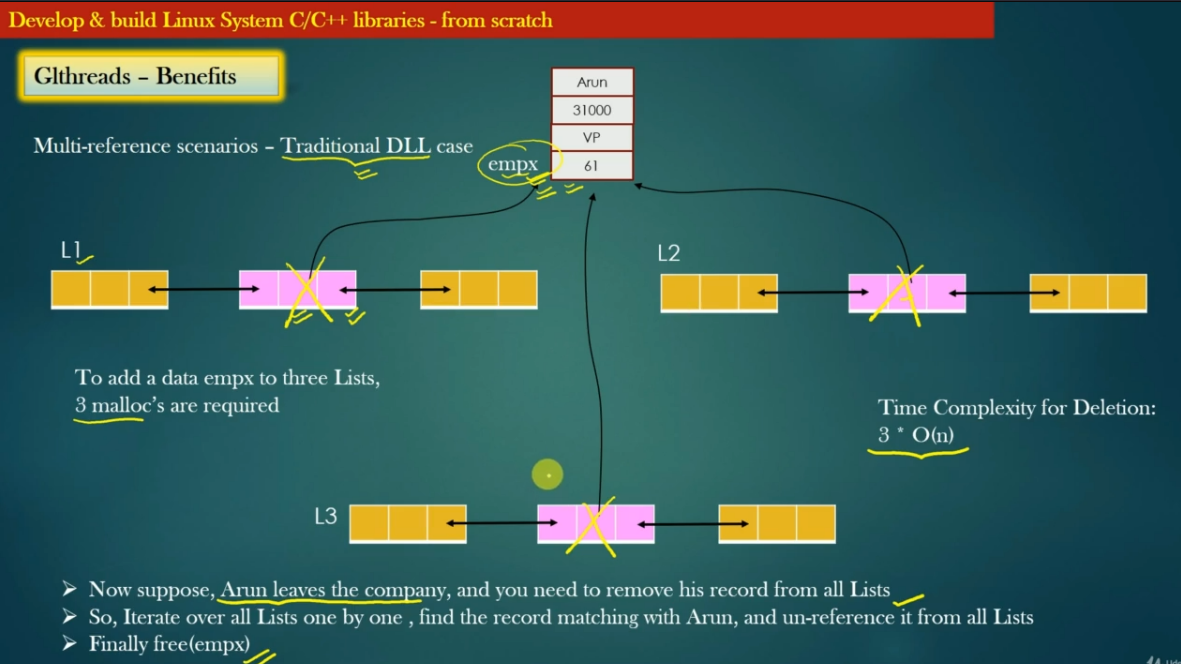 Develop & build Linux System C/C++ libraries - from scratch
Glthreads – Benefits
Arun
31000
VP
61
Multi-reference scenarios – Traditional DLL case
empx
L1
L2
To add a data empx to three Lists,
3 malloc's are required
Time Complexity for Deletion:
3 * O(n)
L3
➤ Now suppose, Arun leaves the company, and you need to remove his record from all Lists
➤ So, Iterate over all Lists one by one , find the record matching with Arun, and un-reference it from all Lists
➤ Finally free(empx)